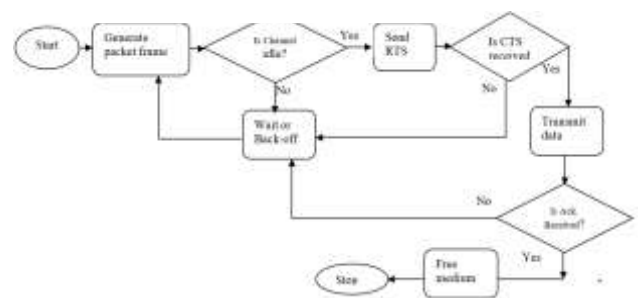 Start
Generate
packet frame
Is Channel
idle?
Yes
Send
RTS
Is CTS
received
Yes
No
No
Wait or
Back-off
Transmit
data
No
Is Ack
Received?
Yes
Free
medium
Stop